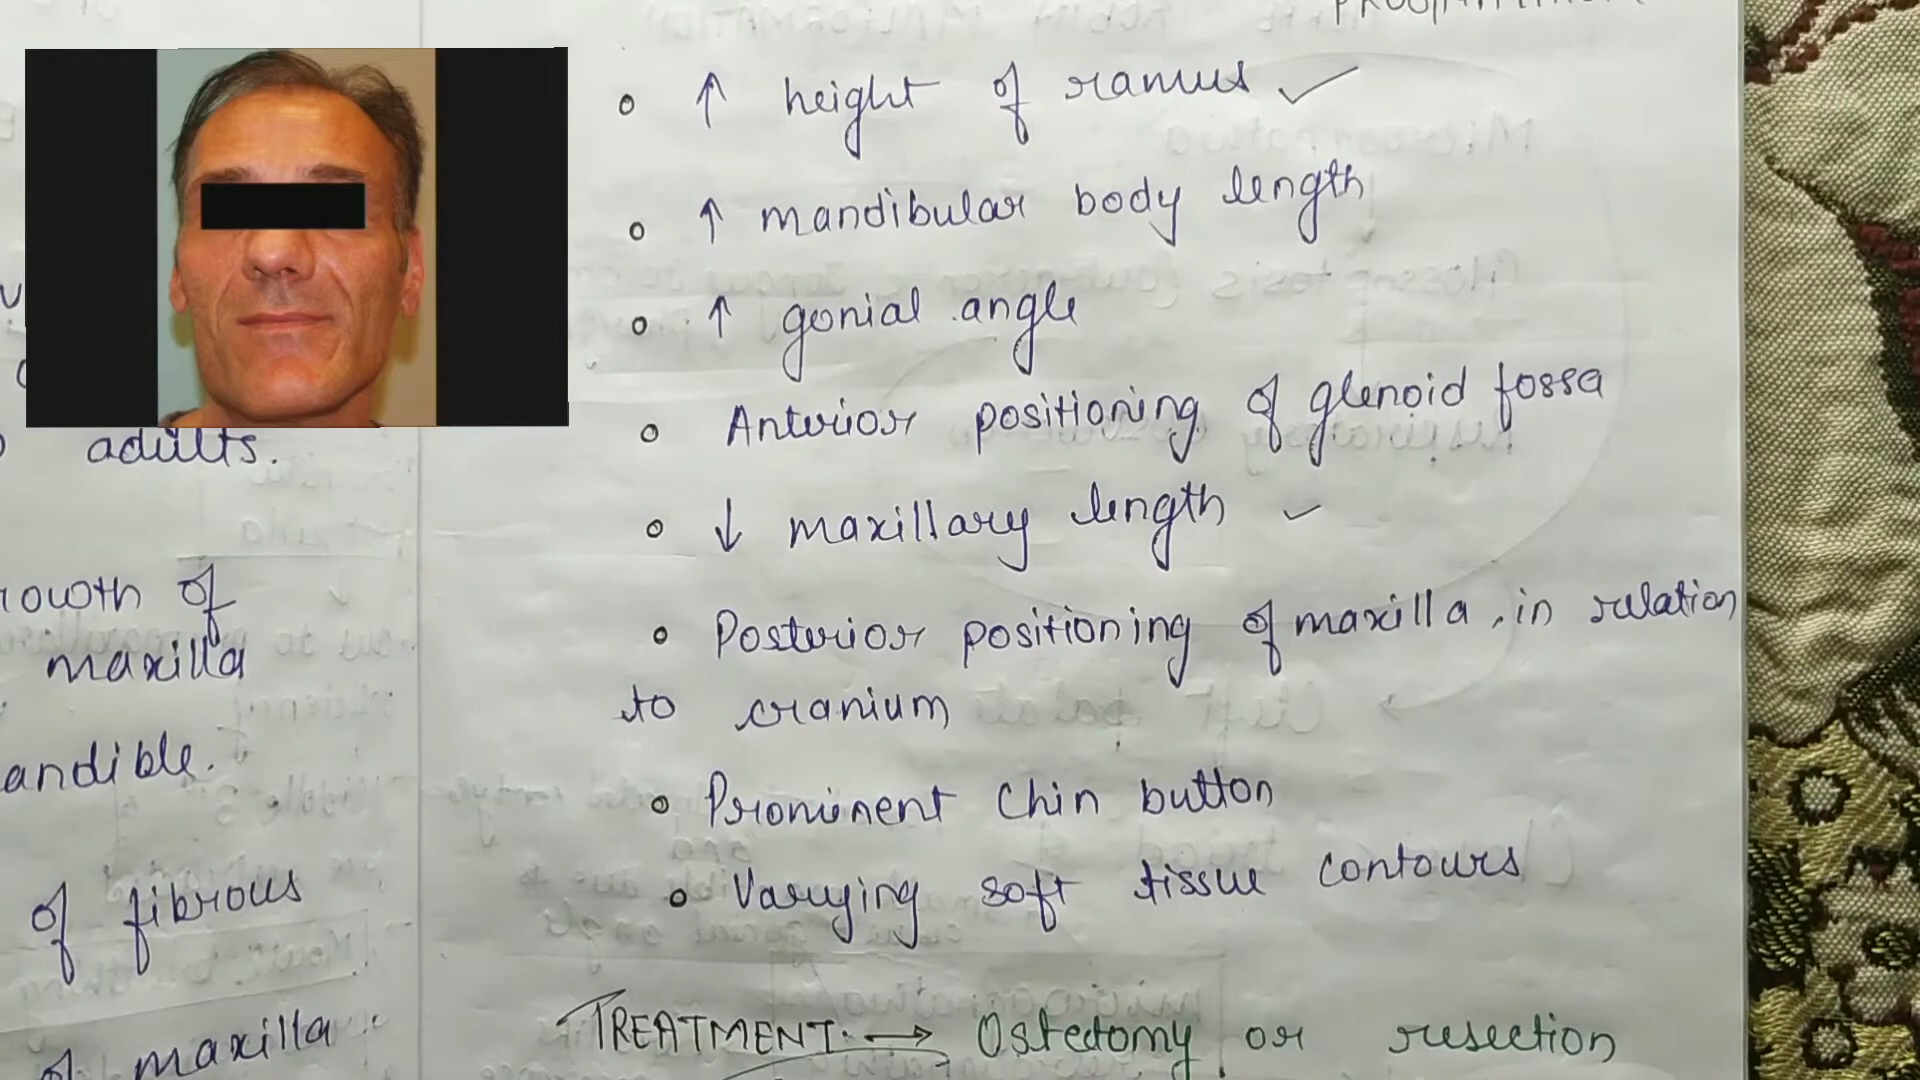 ↑ height of ramus ✓
↑ mandibular body length
↑ gonial angle
Anterior positioning of glenoid fossa
↓ maxillary length ✓
Posterior positioning of maxilla, in relation
to cranium
Prominent Chin button
Varying soft tissue contours
TREATMENT: → Ostectomy or resection
adults.
rowth of
maxilla
andible.
of fibrous
of maxilla